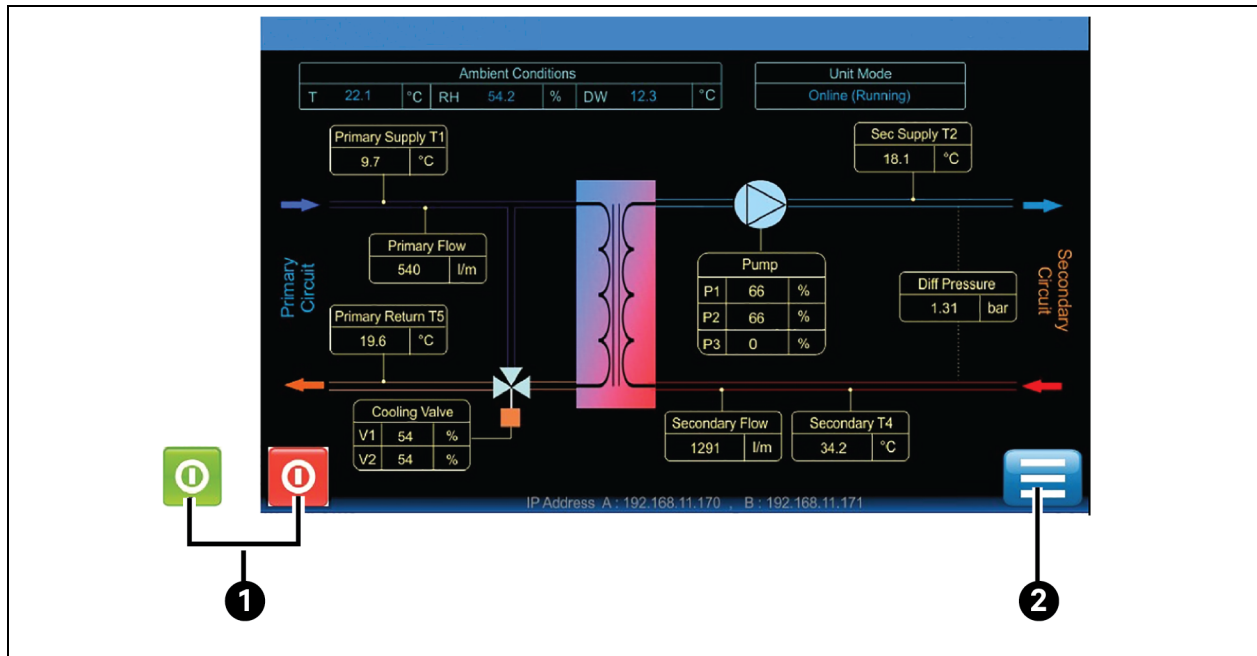 Ambient Conditions
T 22.1 °C RH 54.2 % DW 12.3 °C
Unit Mode
Online (Running)
Primary Supply T1
9.7 °C
Sec Supply T2
18.1 °C
Primary Flow
540 l/m
Primary
Circuit
Pump
P1 66 %
P2 66 %
P3 0 %
Diff Pressure
1.31 bar
Secondary
Circuit
Primary Return T5
19.6 °C
Cooling Valve
V1 54 %
V2 54 %
Secondary Flow
1291 l/m
Secondary T4
34.2 °C
IP Address A : 192.168.11.170 , B : 192.168.11.171
1
2